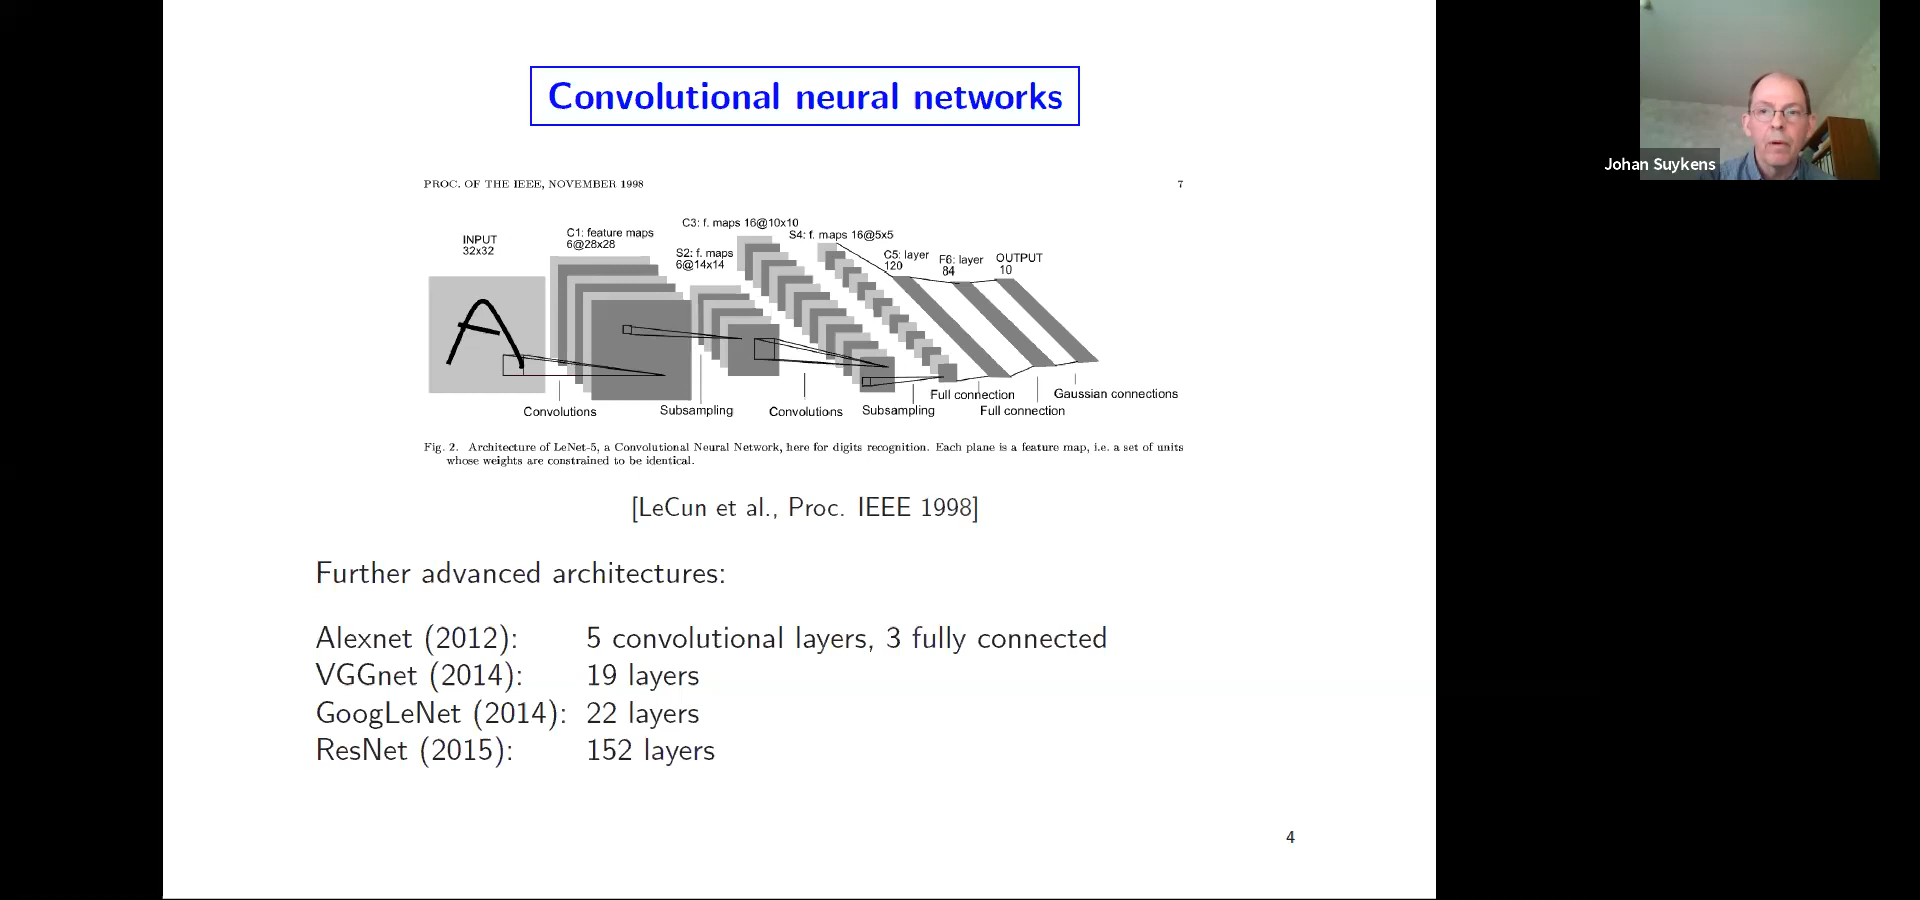 Convolutional neural networks
Johan Suykens
PROC. OF THE IEEE, NOVEMBER 1998 7
INPUT
32x32
C1: feature maps
6@28x28
S2: f. maps
6@14x14
C3: f. maps 16@10x10
S4: f. maps 16@5x5
C5: layer
120
F6: layer
84
OUTPUT
10
A
Convolutions
Subsampling
Convolutions
Subsampling
Full connection
Full connection
Gaussian connections
Fig. 2. Architecture of LeNet-5, a Convolutional Neural Network, here for digits recognition. Each plane is a feature map, i.e. a set of units
whose weights are constrained to be identical.
[LeCun et al., Proc. IEEE 1998]
Further advanced architectures:
Alexnet (2012): 5 convolutional layers, 3 fully connected
VGGnet (2014): 19 layers
GoogLeNet (2014): 22 layers
ResNet (2015): 152 layers
4